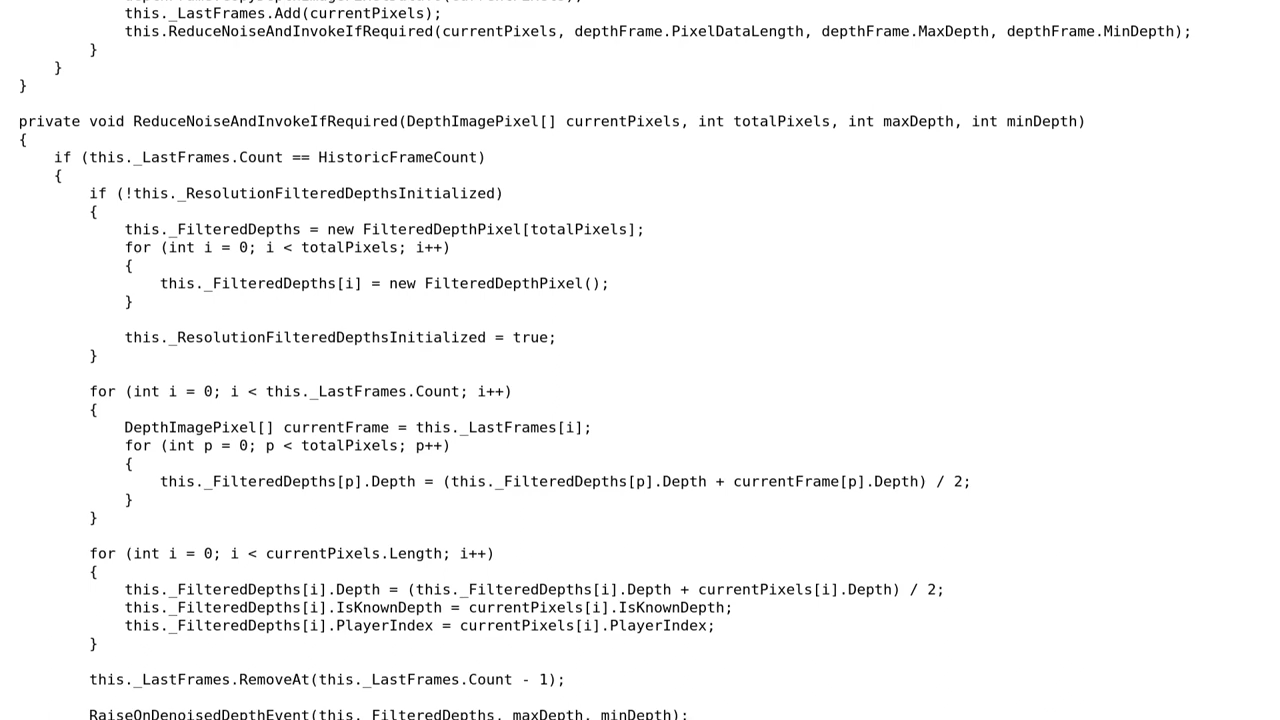 this._LastFrames.Add(currentPixels);
this.ReduceNoiseAndInvokeIfRequired(currentPixels, depthFrame.PixelDataLength, depthFrame.MaxDepth, depthFrame.MinDepth);
}
}
}
private void ReduceNoiseAndInvokeIfRequired(DepthImagePixel[] currentPixels, int totalPixels, int maxDepth, int minDepth)
{
if (this._LastFrames.Count == HistoricFrameCount)
{
if (!this._ResolutionFilteredDepthsInitialized)
{
this._FilteredDepths = new FilteredDepthPixel[totalPixels];
for (int i = 0; i < totalPixels; i++)
{
this._FilteredDepths[i] = new FilteredDepthPixel();
}
this._ResolutionFilteredDepthsInitialized = true;
}
for (int i = 0; i < this._LastFrames.Count; i++)
{
DepthImagePixel[] currentFrame = this._LastFrames[i];
for (int p = 0; p < totalPixels; p++)
{
this._FilteredDepths[p].Depth = (this._FilteredDepths[p].Depth + currentFrame[p].Depth) / 2;
}
}
for (int i = 0; i < currentPixels.Length; i++)
{
this._FilteredDepths[i].Depth = (this._FilteredDepths[i].Depth + currentPixels[i].Depth) / 2;
this._FilteredDepths[i].IsKnownDepth = currentPixels[i].IsKnownDepth;
this._FilteredDepths[i].PlayerIndex = currentPixels[i].PlayerIndex;
}
this._LastFrames.RemoveAt(this._LastFrames.Count - 1);
RaiseOnDenoisedDepthEvent(this._FilteredDepths, maxDepth, minDepth);